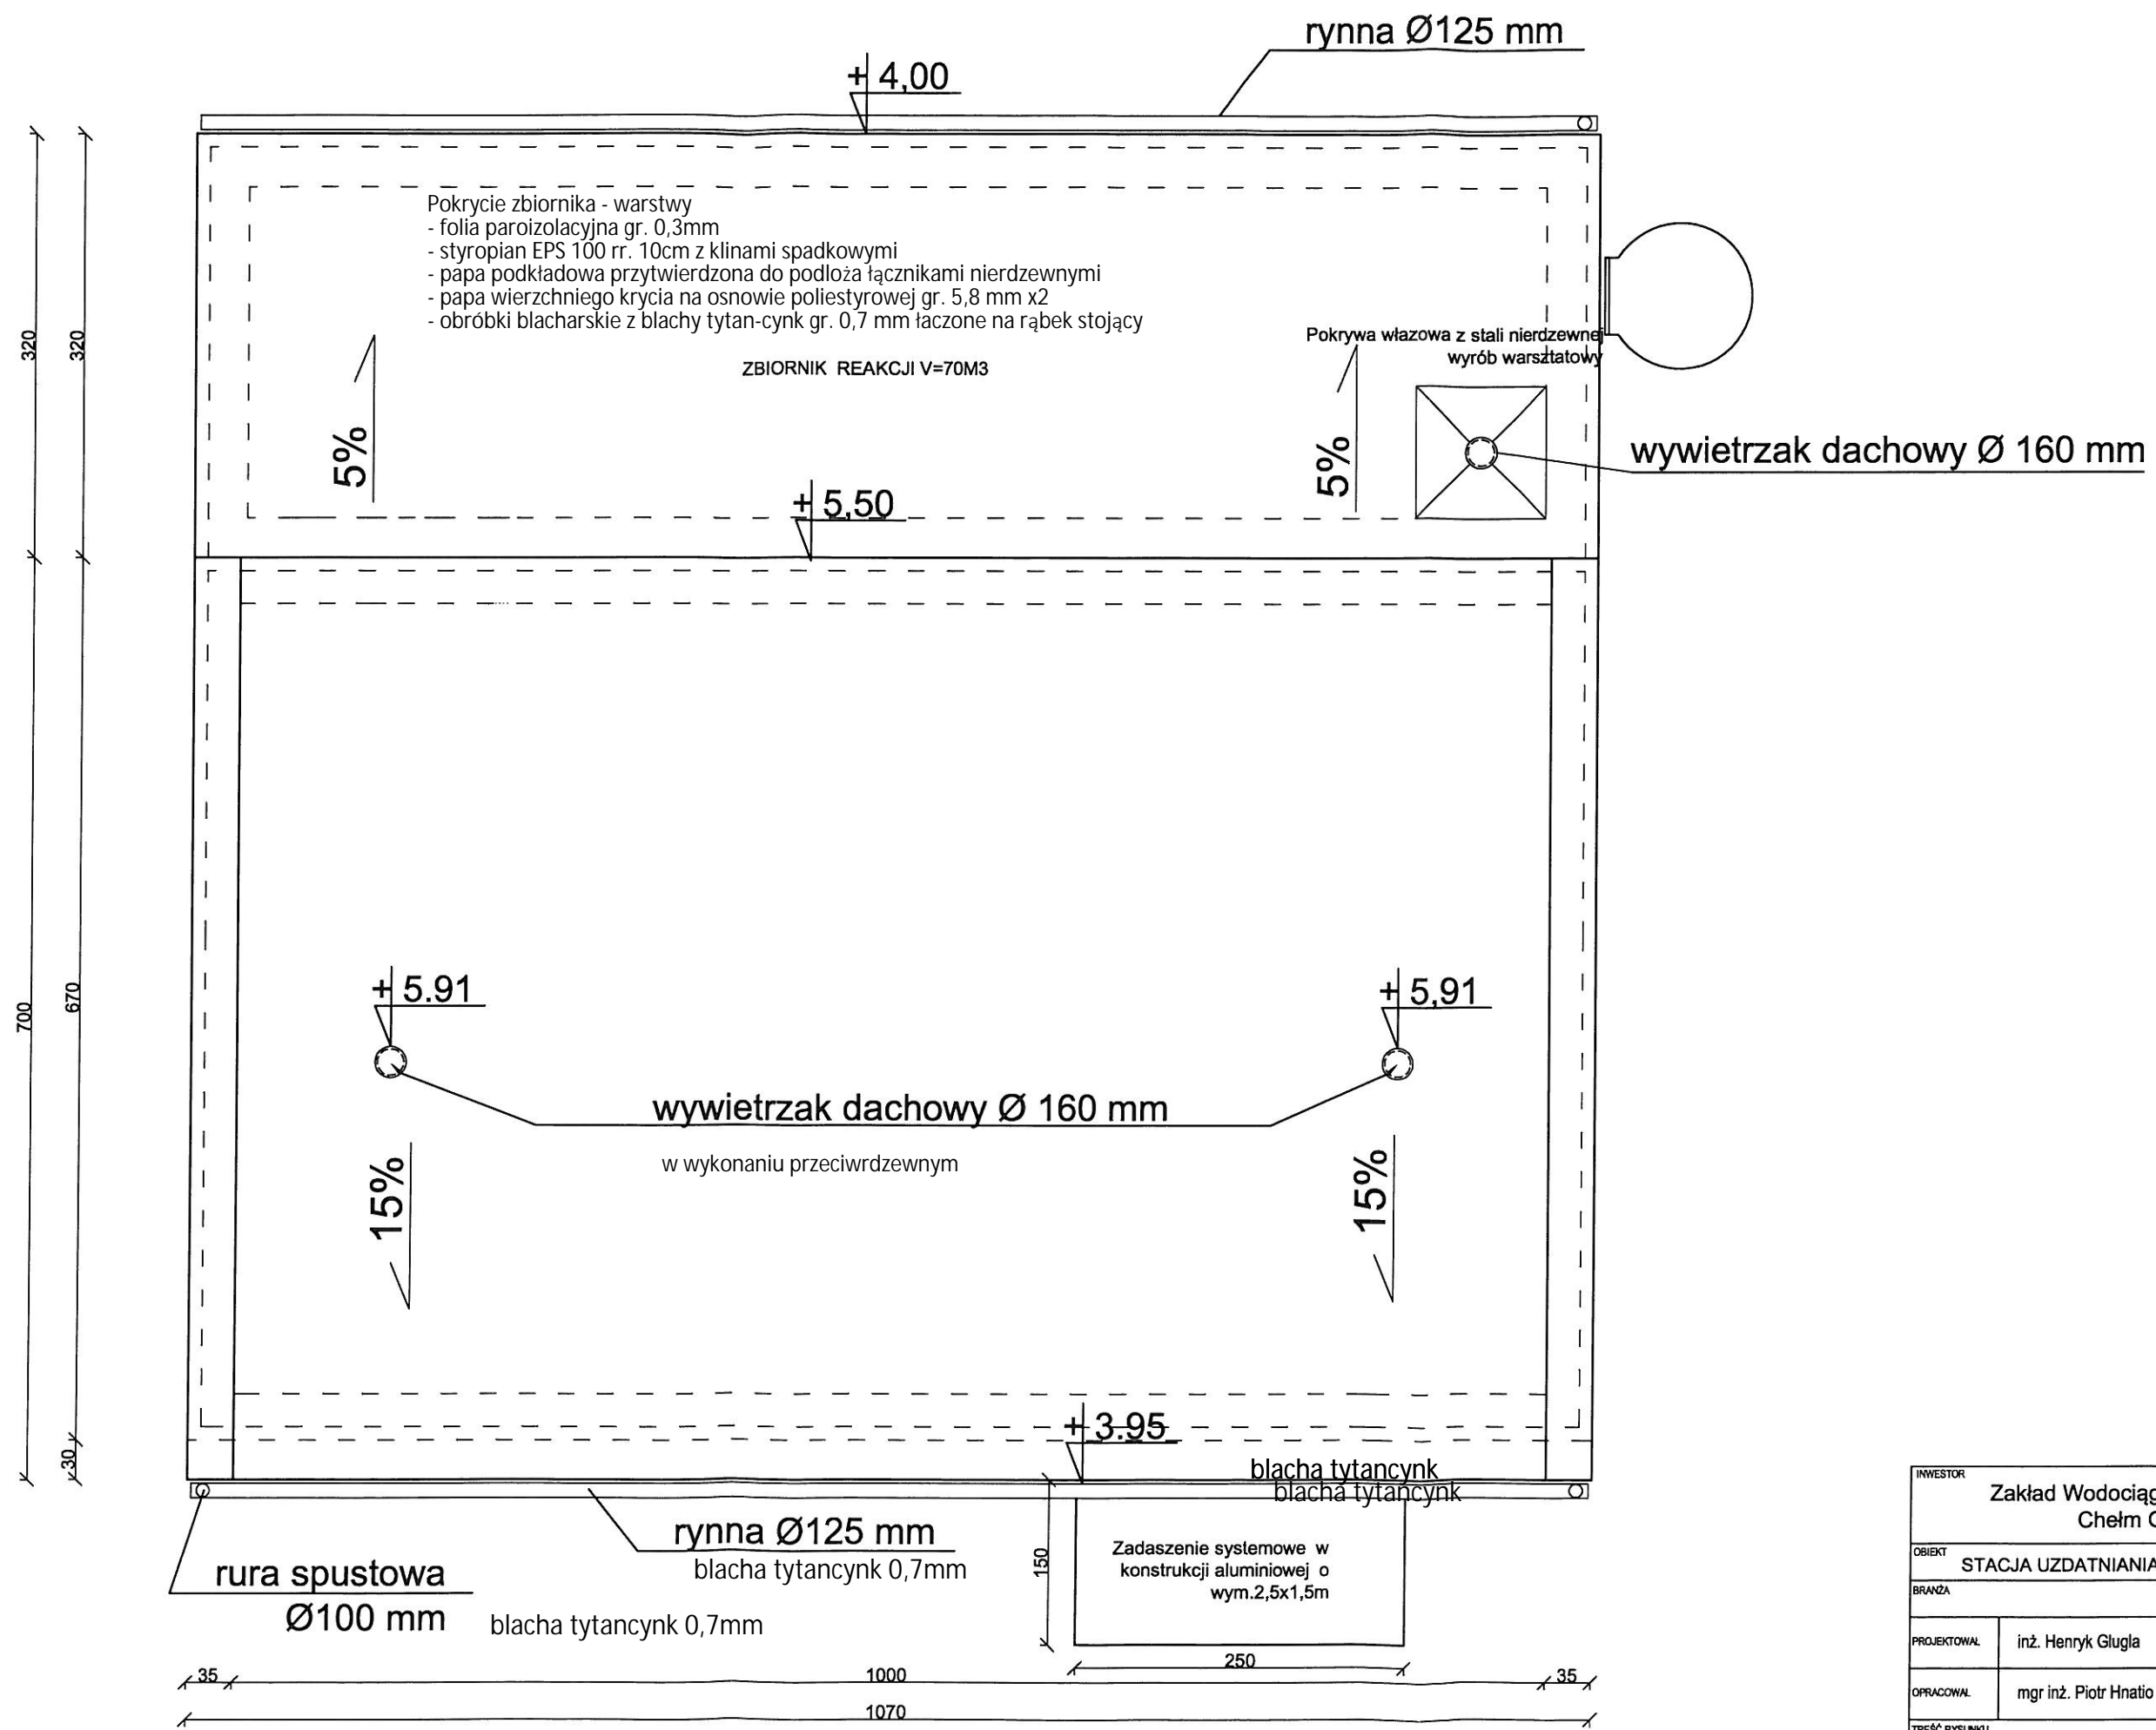 rynna Ø125 mm
+ 4,00
Pokrycie zbiornika - warstwy
- folia paroizolacyjna gr. 0,3mm
- styropian EPS 100 rr. 10cm z klinami spadkowymi
- papa podkładowa przytwierdzona do podloża łącznikami nierdzewnymi
- papa wierzchniego krycia na osnowie poliestyrowej gr. 5,8 mm x2
- obróbki blacharskie z blachy tytan-cynk gr. 0,7 mm łaczone na rąbek stojący
320
320
Pokrywa włazowa z stali nierdzewnej
wyrób warsztatowy
ZBIORNIK REAKCJI V=70M3
5%
5%
wywietrzak dachowy Ø 160 mm
+ 5,50
700
670
+ 5.91
+ 5,91
wywietrzak dachowy Ø 160 mm
w wykonaniu przeciwrdzewnym
15%
15%
+ 3.95
30
blacha tytancynk
blacha tytancynk
rynna Ø125 mm
blacha tytancynk 0,7mm
rura spustowa
Ø100 mm
blacha tytancynk 0,7mm
150
Zadaszenie systemowe w
konstrukcji aluminiowej o
wym.2,5x1,5m
250
35
1000
35
1070
INWESTOR
Zakład Wodociąg
Chełm
OBIEKT
STACJA UZDATNIANIA
BRANŻA
PROJEKTOWAŁ
inż. Henryk Glugla
OPRACOWAŁ
mgr inż. Piotr Hnatio
TREŚĆ RYSUNKU